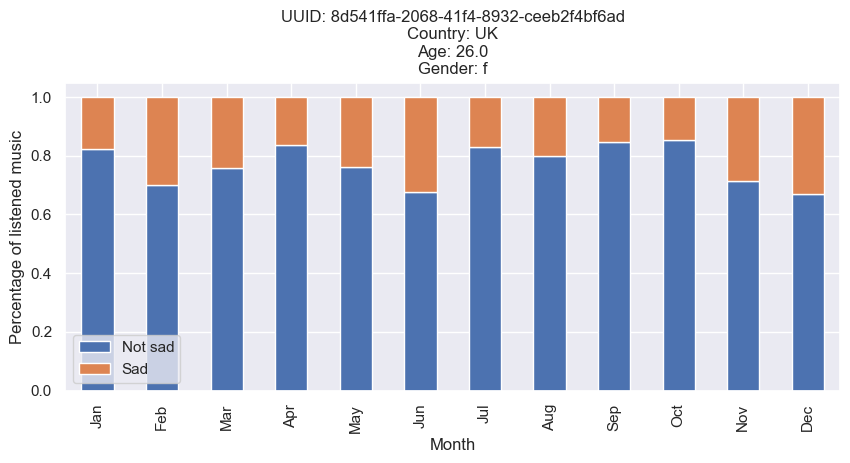 UUID: 8d541ffa-2068-41f4-8932-ceeb2f4bf6ad
Country: UK
Age: 26.0
Gender: f
Percentage of listened music
1.0
0.8
0.6
0.4
0.2
0.0
Not sad
Sad
Jan
Feb
Mar
Apr
May
Jun
Jul
Aug
Sep
Oct
Nov
Dec
Month